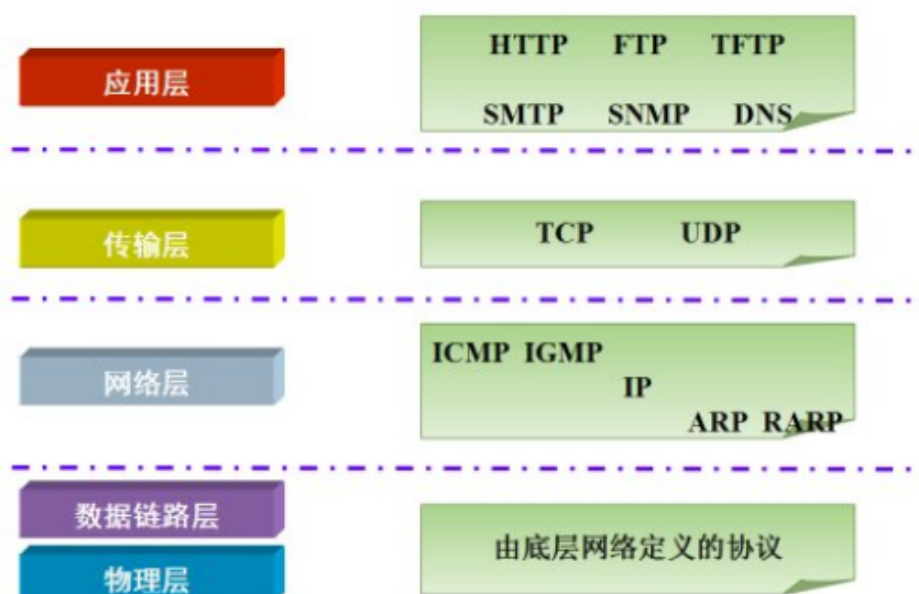 应用层
HTTP FTP TFTP
SMTP SNMP DNS
传输层
TCP UDP
网络层
ICMP IGMP
IP
ARP RARP
数据链路层
物理层
由底层网络定义的协议